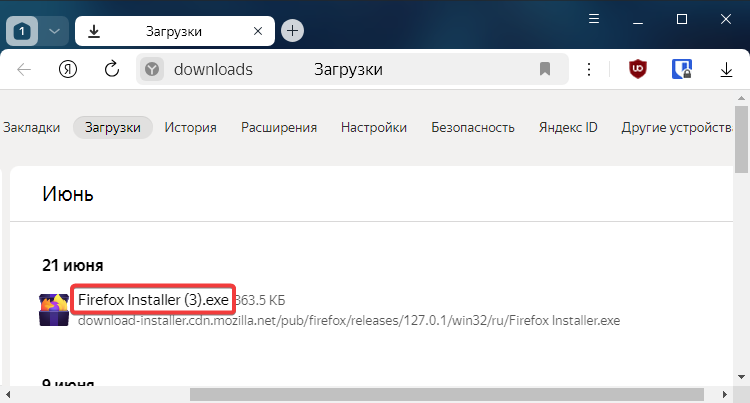 1
Загрузки
Я
downloads Загрузки
Закладки Загрузки История Расширения Настройки Безопасность Яндекс ID Другие устройства
Июнь
21 июня
Firefox Installer (3).exe 363.5 КБ
download-installer.cdn.mozilla.net/pub/firefox/releases/127.0.1/win32/ru/Firefox Installer.exe
9 июня